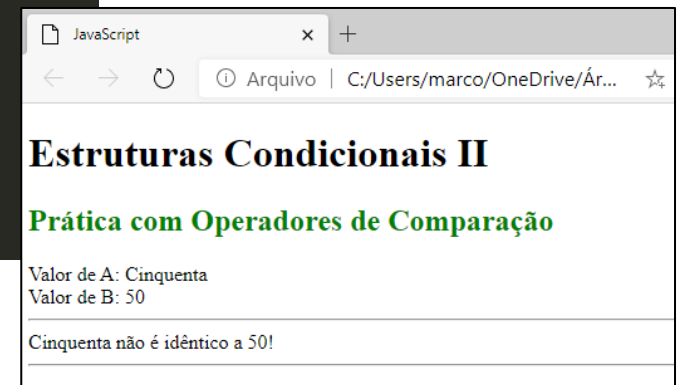 JavaScript
Arquivo | C:/Users/marco/OneDrive/Ár...
Estruturas Condicionais II
Prática com Operadores de Comparação
Valor de A: Cinquenta
Valor de B: 50
Cinquenta não é idêntico a 50!